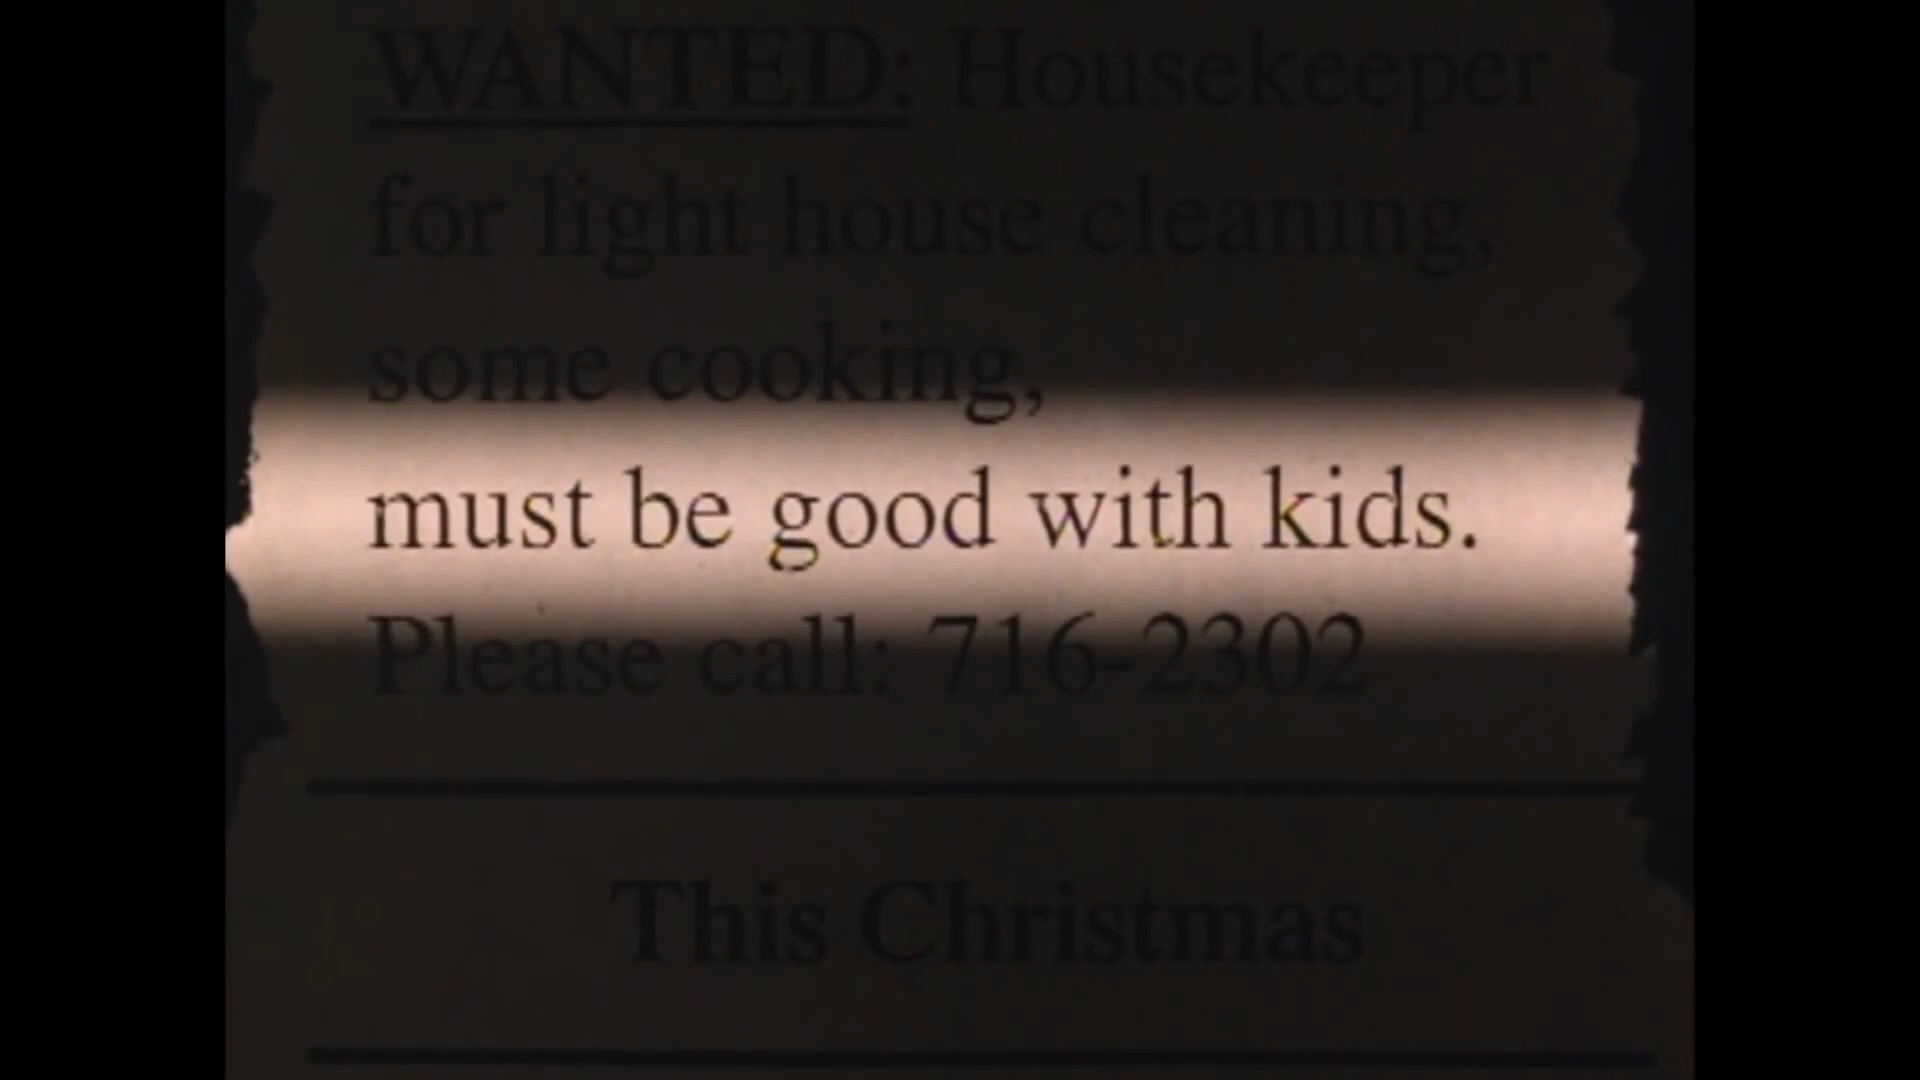 WANTED: Housekeeper
for light house cleaning,
some cooking,
must be good with kids.
Please call: 716-2302
This Christmas